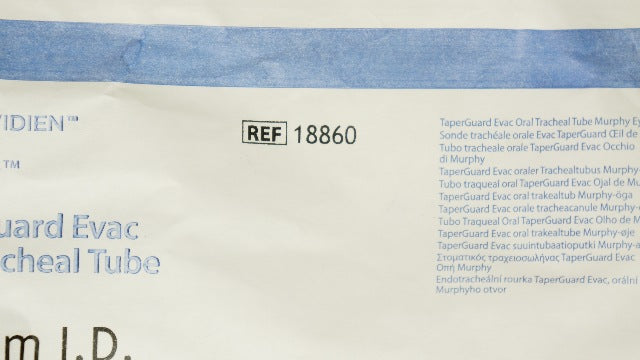 VIDIEN™
™
REF 18860
uard Evac
cheal Tube
m I.D.
TaperGuard Evac Oral Tracheal Tube Murphy Ey
Sonde trachéale orale Evac TaperGuard Œil de
Tubo tracheale orale TaperGuard Evac Occhio
di Murphy
TaperGuard Evac oraler Trachealtubus Murphy-
Tubo traqueal oral TaperGuard Evac Ojal de Mu
TaperGuard Evac oral trakealtub Murphy-öga
TaperGuard Evac orale tracheacanule Murphy-
Tubo Traqueal Oral TaperGuard Evac Olho de M
TaperGuard Evac oral trakealtube Murphy-øje
TaperGuard Evac suuintubaatioputki Murphy-a
Στοματικός τραχειοσωλήνας TaperGuard Evac
Οπή Murphy
Endotracheální rourka TaperGuard Evac, orální
Murphyho otvor